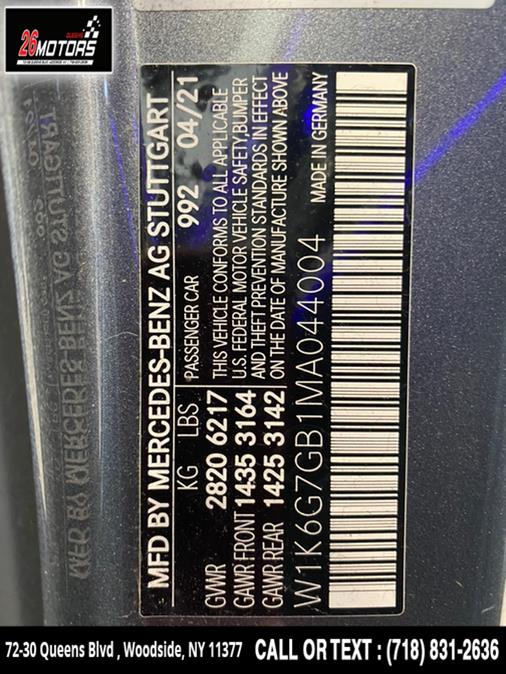 QUEENS
26MOTORS
MFD BY MERCEDES-BENZ AG STUTTGART
KG LBS 992 04/21
GWR 2820 6217
GAWR FRONT 1435 3164
GAWR REAR 1425 3142
PASSENGER CAR
THIS VEHICLE CONFORMS TO ALL APPLICABLE
U.S. FEDERAL MOTOR VEHICLE SAFETY,BUMPER
AND THEFT PREVENTION STANDARDS IN EFFECT
ON THE DATE OF MANUFACTURE SHOWN ABOVE
MADE IN GERMANY
W1K6G7GB1MA044004
72-30 Queens Blvd , Woodside, NY 11377 CALL OR TEXT : (718) 831-2636